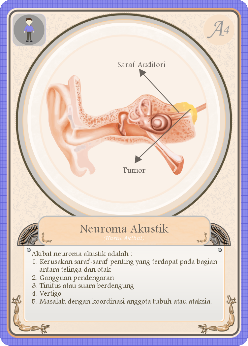 A4
Saraf Auditori
Tumor
Neuroma Akustik
Akibat neuroma akustik adalah :
1. Kerusakan saraf-saraf penting yang terdapat pada bagian
antara telinga dan otak
2. Gangguan pendengaran
3. Tinitus atau suara berdengung
4. Vertigo
5. Masalah dengan koordinasi anggota tubuh atau ataksia.